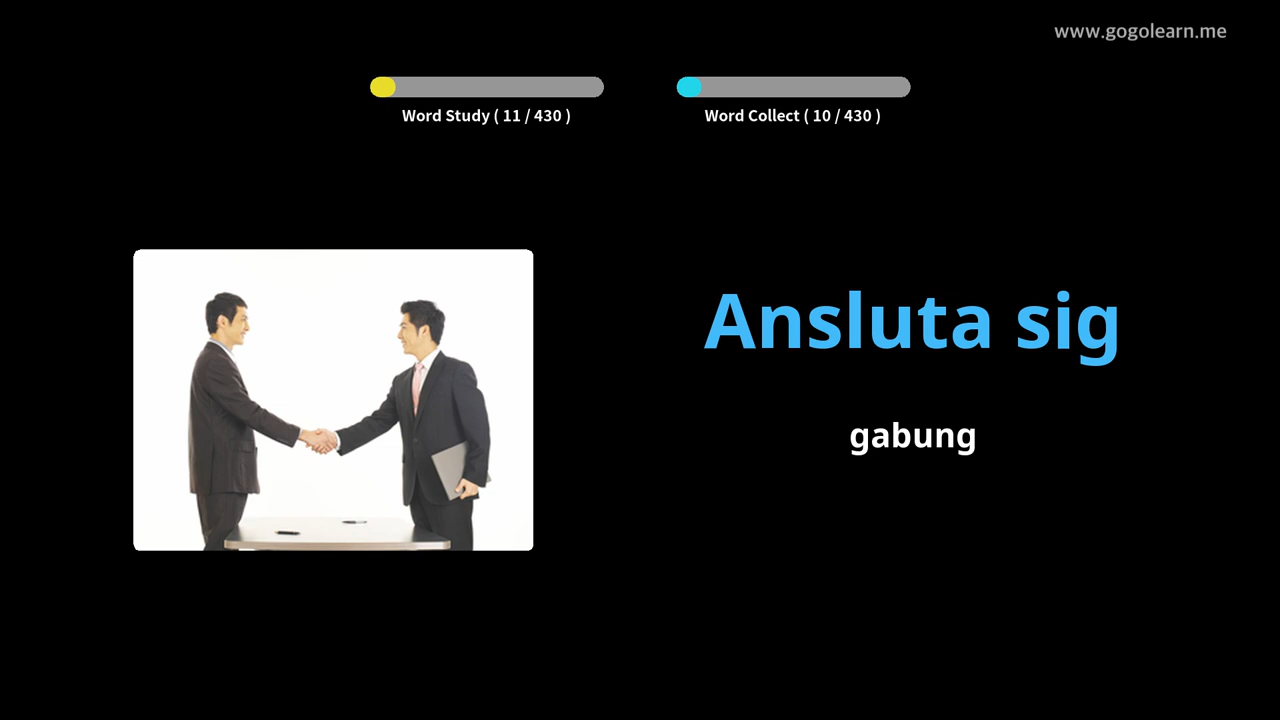 www.gogolearn.me
Word Study ( 11 / 430 )
Word Collect ( 10 / 430 )
Ansluta sig
gabung